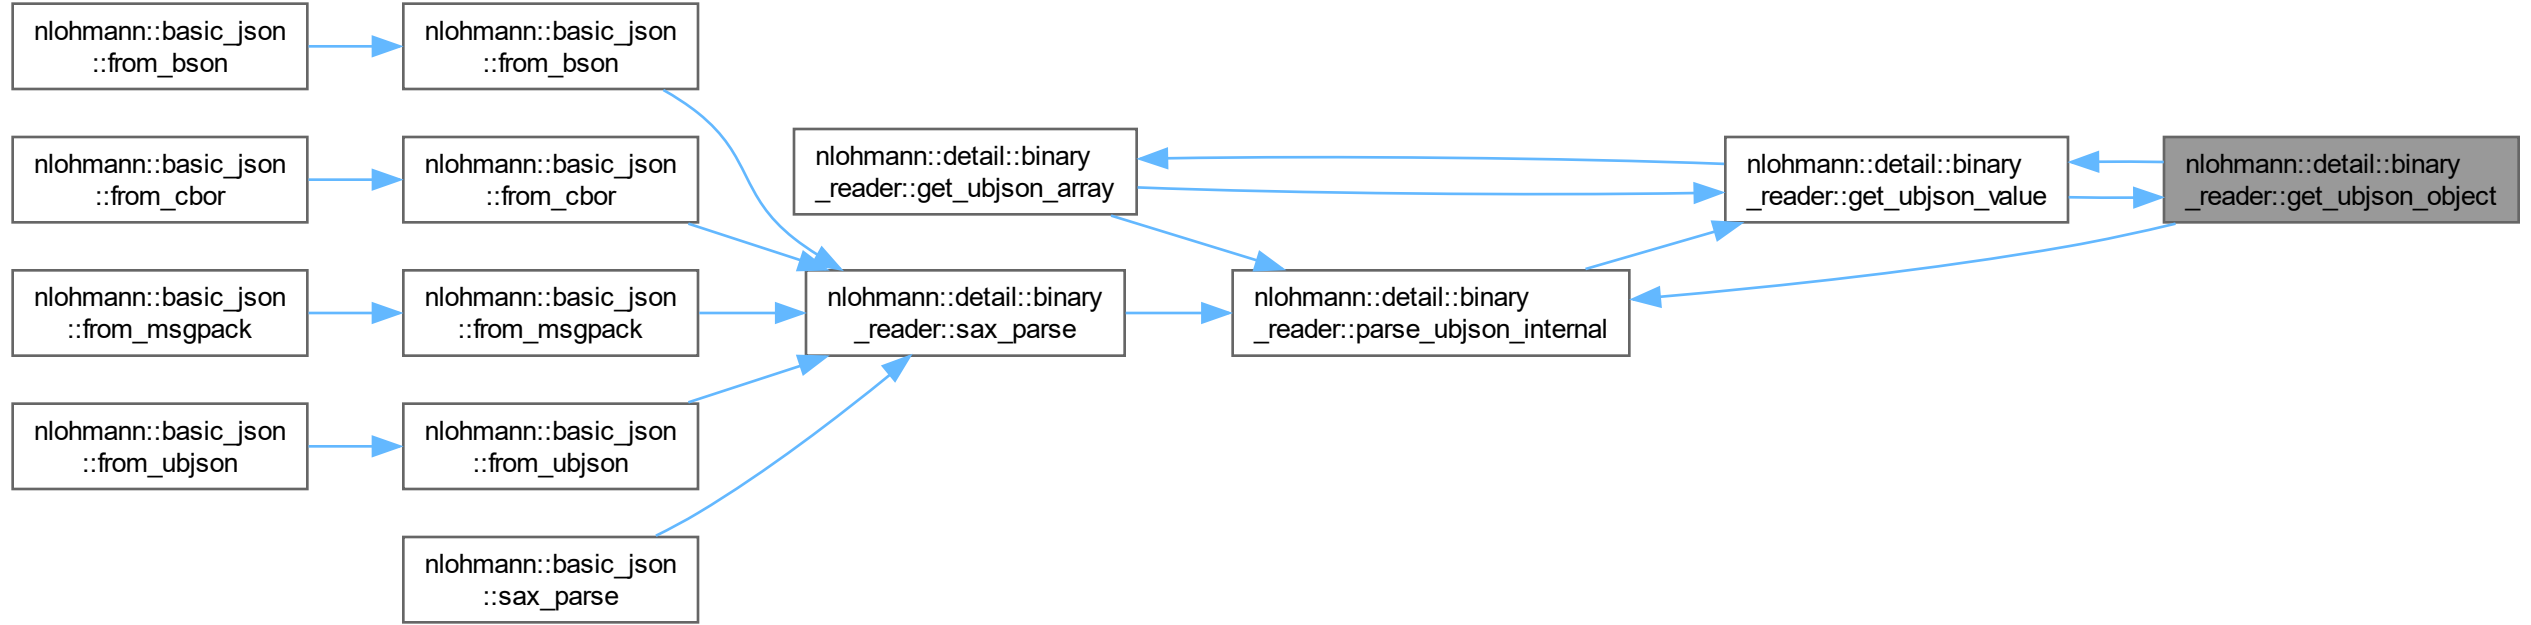 nlohmann::basic_json
::from_bson
nlohmann::basic_json
::from_bson
nlohmann::basic_json
::from_cbor
nlohmann::basic_json
::from_cbor
nlohmann::detail::binary
_reader::get_ubjson_array
nlohmann::detail::binary
_reader::get_ubjson_value
nlohmann::detail::binary
_reader::get_ubjson_object
nlohmann::basic_json
::from_msgpack
nlohmann::basic_json
::from_msgpack
nlohmann::detail::binary
_reader::sax_parse
nlohmann::detail::binary
_reader::parse_ubjson_internal
nlohmann::basic_json
::from_ubjson
nlohmann::basic_json
::from_ubjson
nlohmann::basic_json
::sax_parse